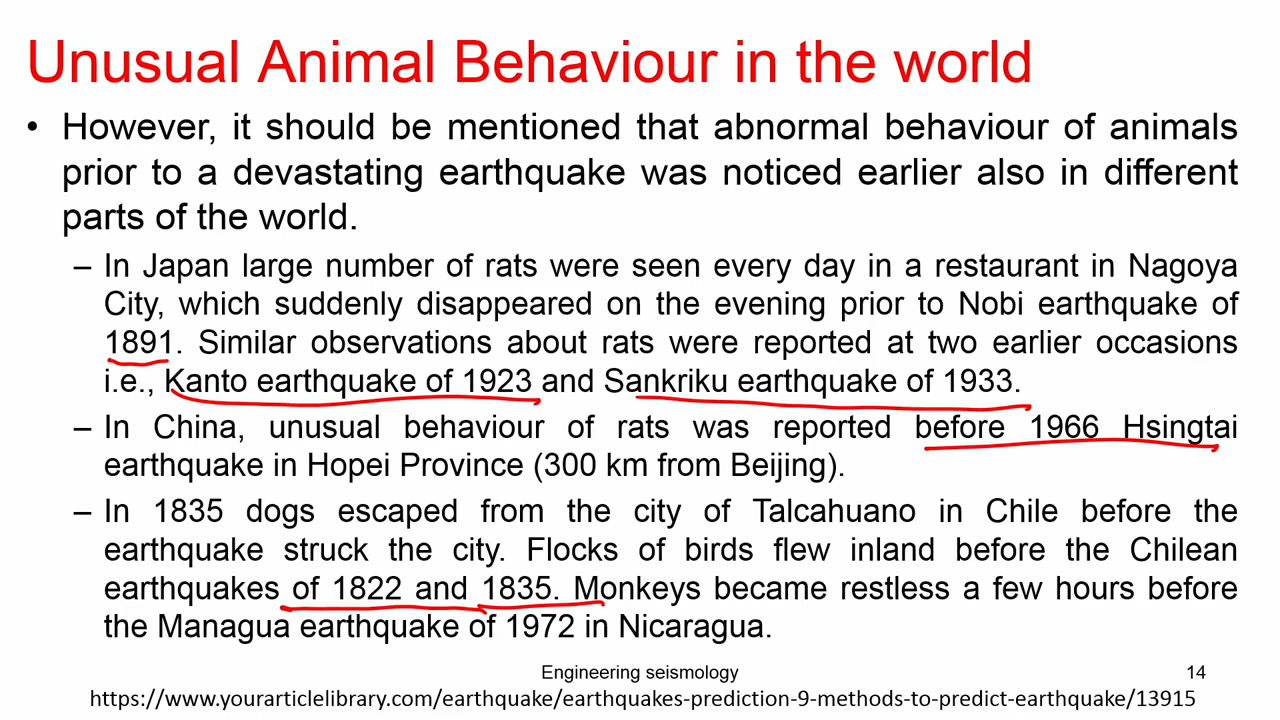 Unusual Animal Behaviour in the world
• However, it should be mentioned that abnormal behaviour of animals
prior to a devastating earthquake was noticed earlier also in different
parts of the world.
– In Japan large number of rats were seen every day in a restaurant in Nagoya
City, which suddenly disappeared on the evening prior to Nobi earthquake of
1891. Similar observations about rats were reported at two earlier occasions
i.e., Kanto earthquake of 1923 and Sankriku earthquake of 1933.
– In China, unusual behaviour of rats was reported before 1966 Hsingtai
earthquake in Hopei Province (300 km from Beijing).
– In 1835 dogs escaped from the city of Talcahuano in Chile before the
earthquake struck the city. Flocks of birds flew inland before the Chilean
earthquakes of 1822 and 1835. Monkeys became restless a few hours before
the Managua earthquake of 1972 in Nicaragua.
Engineering seismology
14
https://www.yourarticlelibrary.com/earthquake/earthquakes-prediction-9-methods-to-predict-earthquake/13915